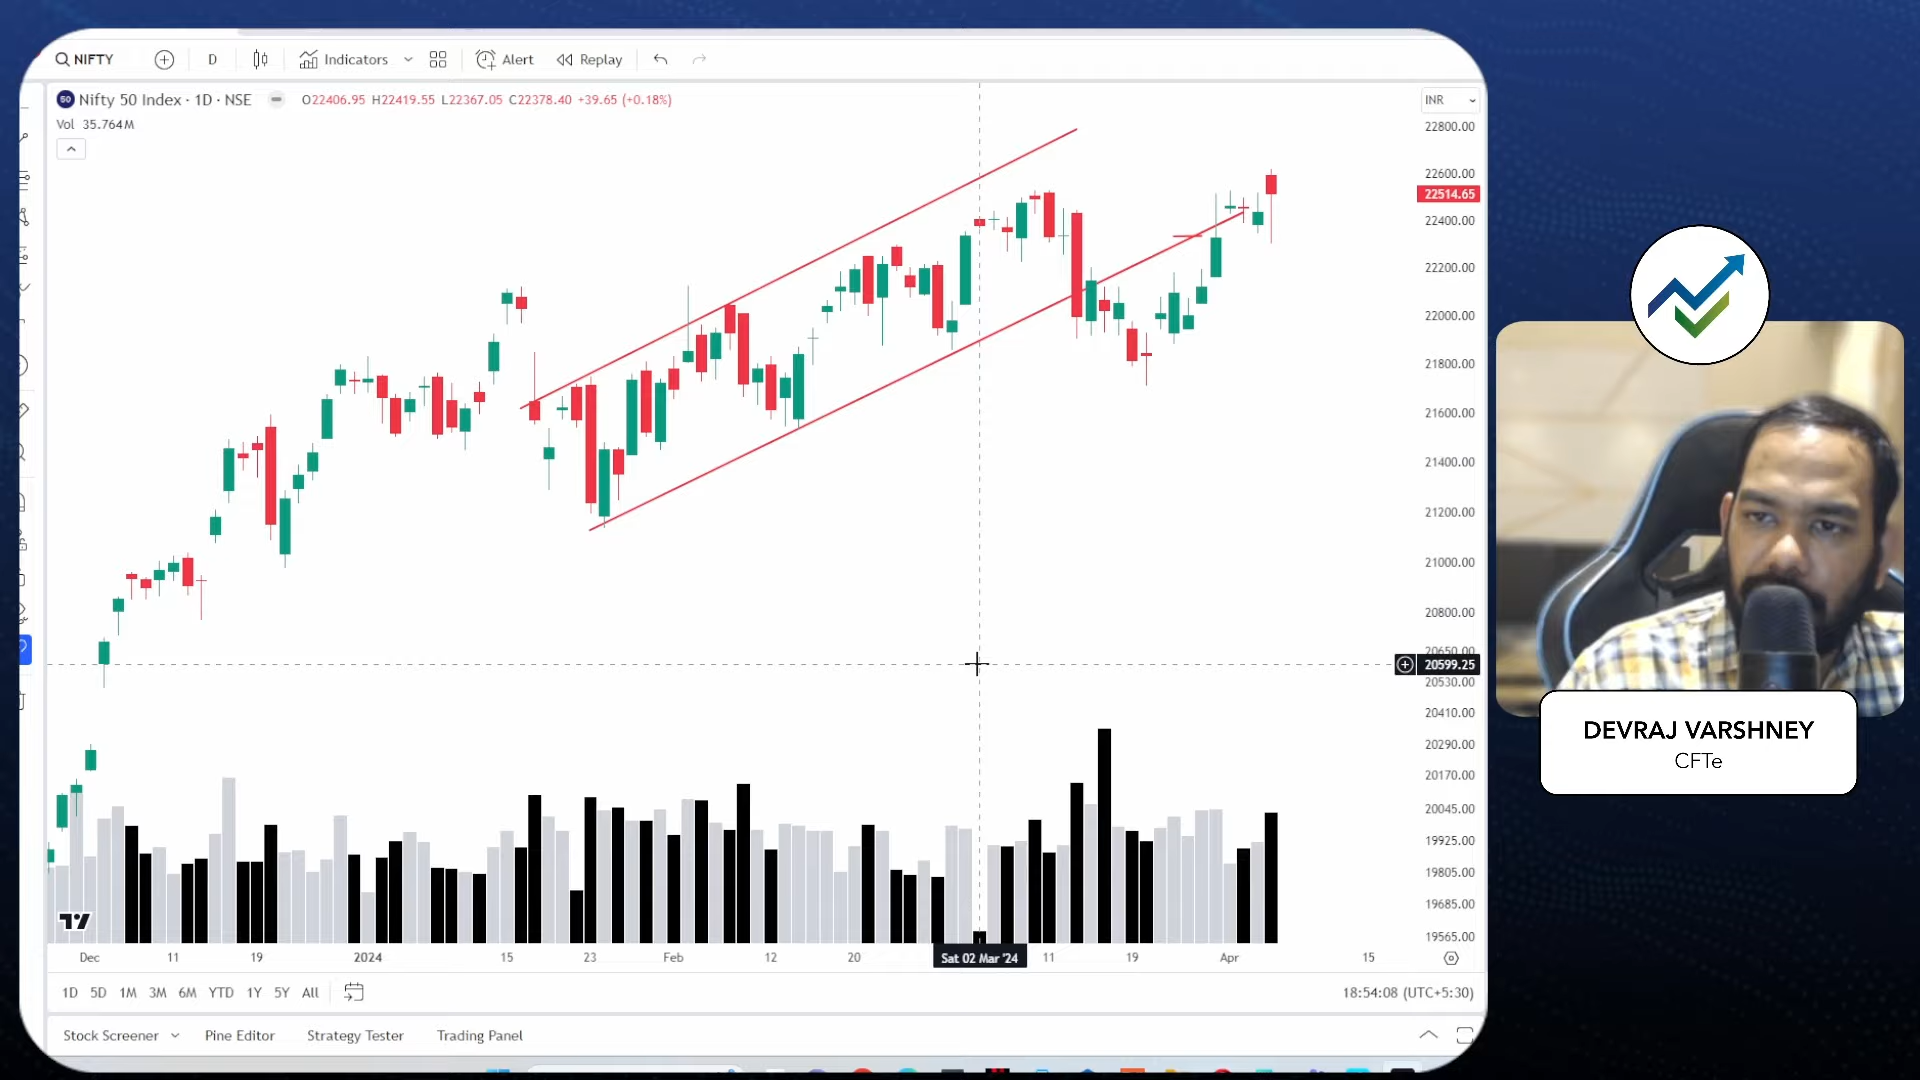 NIFTY
D
Indicators
Alert
Replay
50 Nifty 50 Index · 1D · NSE
O22406.95 H22419.55 L22367.05 C22378.40 +39.65 (+0.18%)
INR
Vol 35.764M
22800.00
22600.00
22514.65
22400.00
22200.00
22000.00
21800.00
21600.00
21400.00
21200.00
21000.00
20800.00
20650.00
20599.25
20530.00
20410.00
20290.00
20170.00
20045.00
19925.00
19805.00
19685.00
19565.00
Dec 11 19 2024 15 23 Feb 12 20 Sat 02 Mar '24 11 19 Apr 15
1D 5D 1M 3M 6M YTD 1Y 5Y All
18:54:08 (UTC+5:30)
Stock Screener Pine Editor Strategy Tester Trading Panel
DEVRAJ VARSHNEY
CFTe